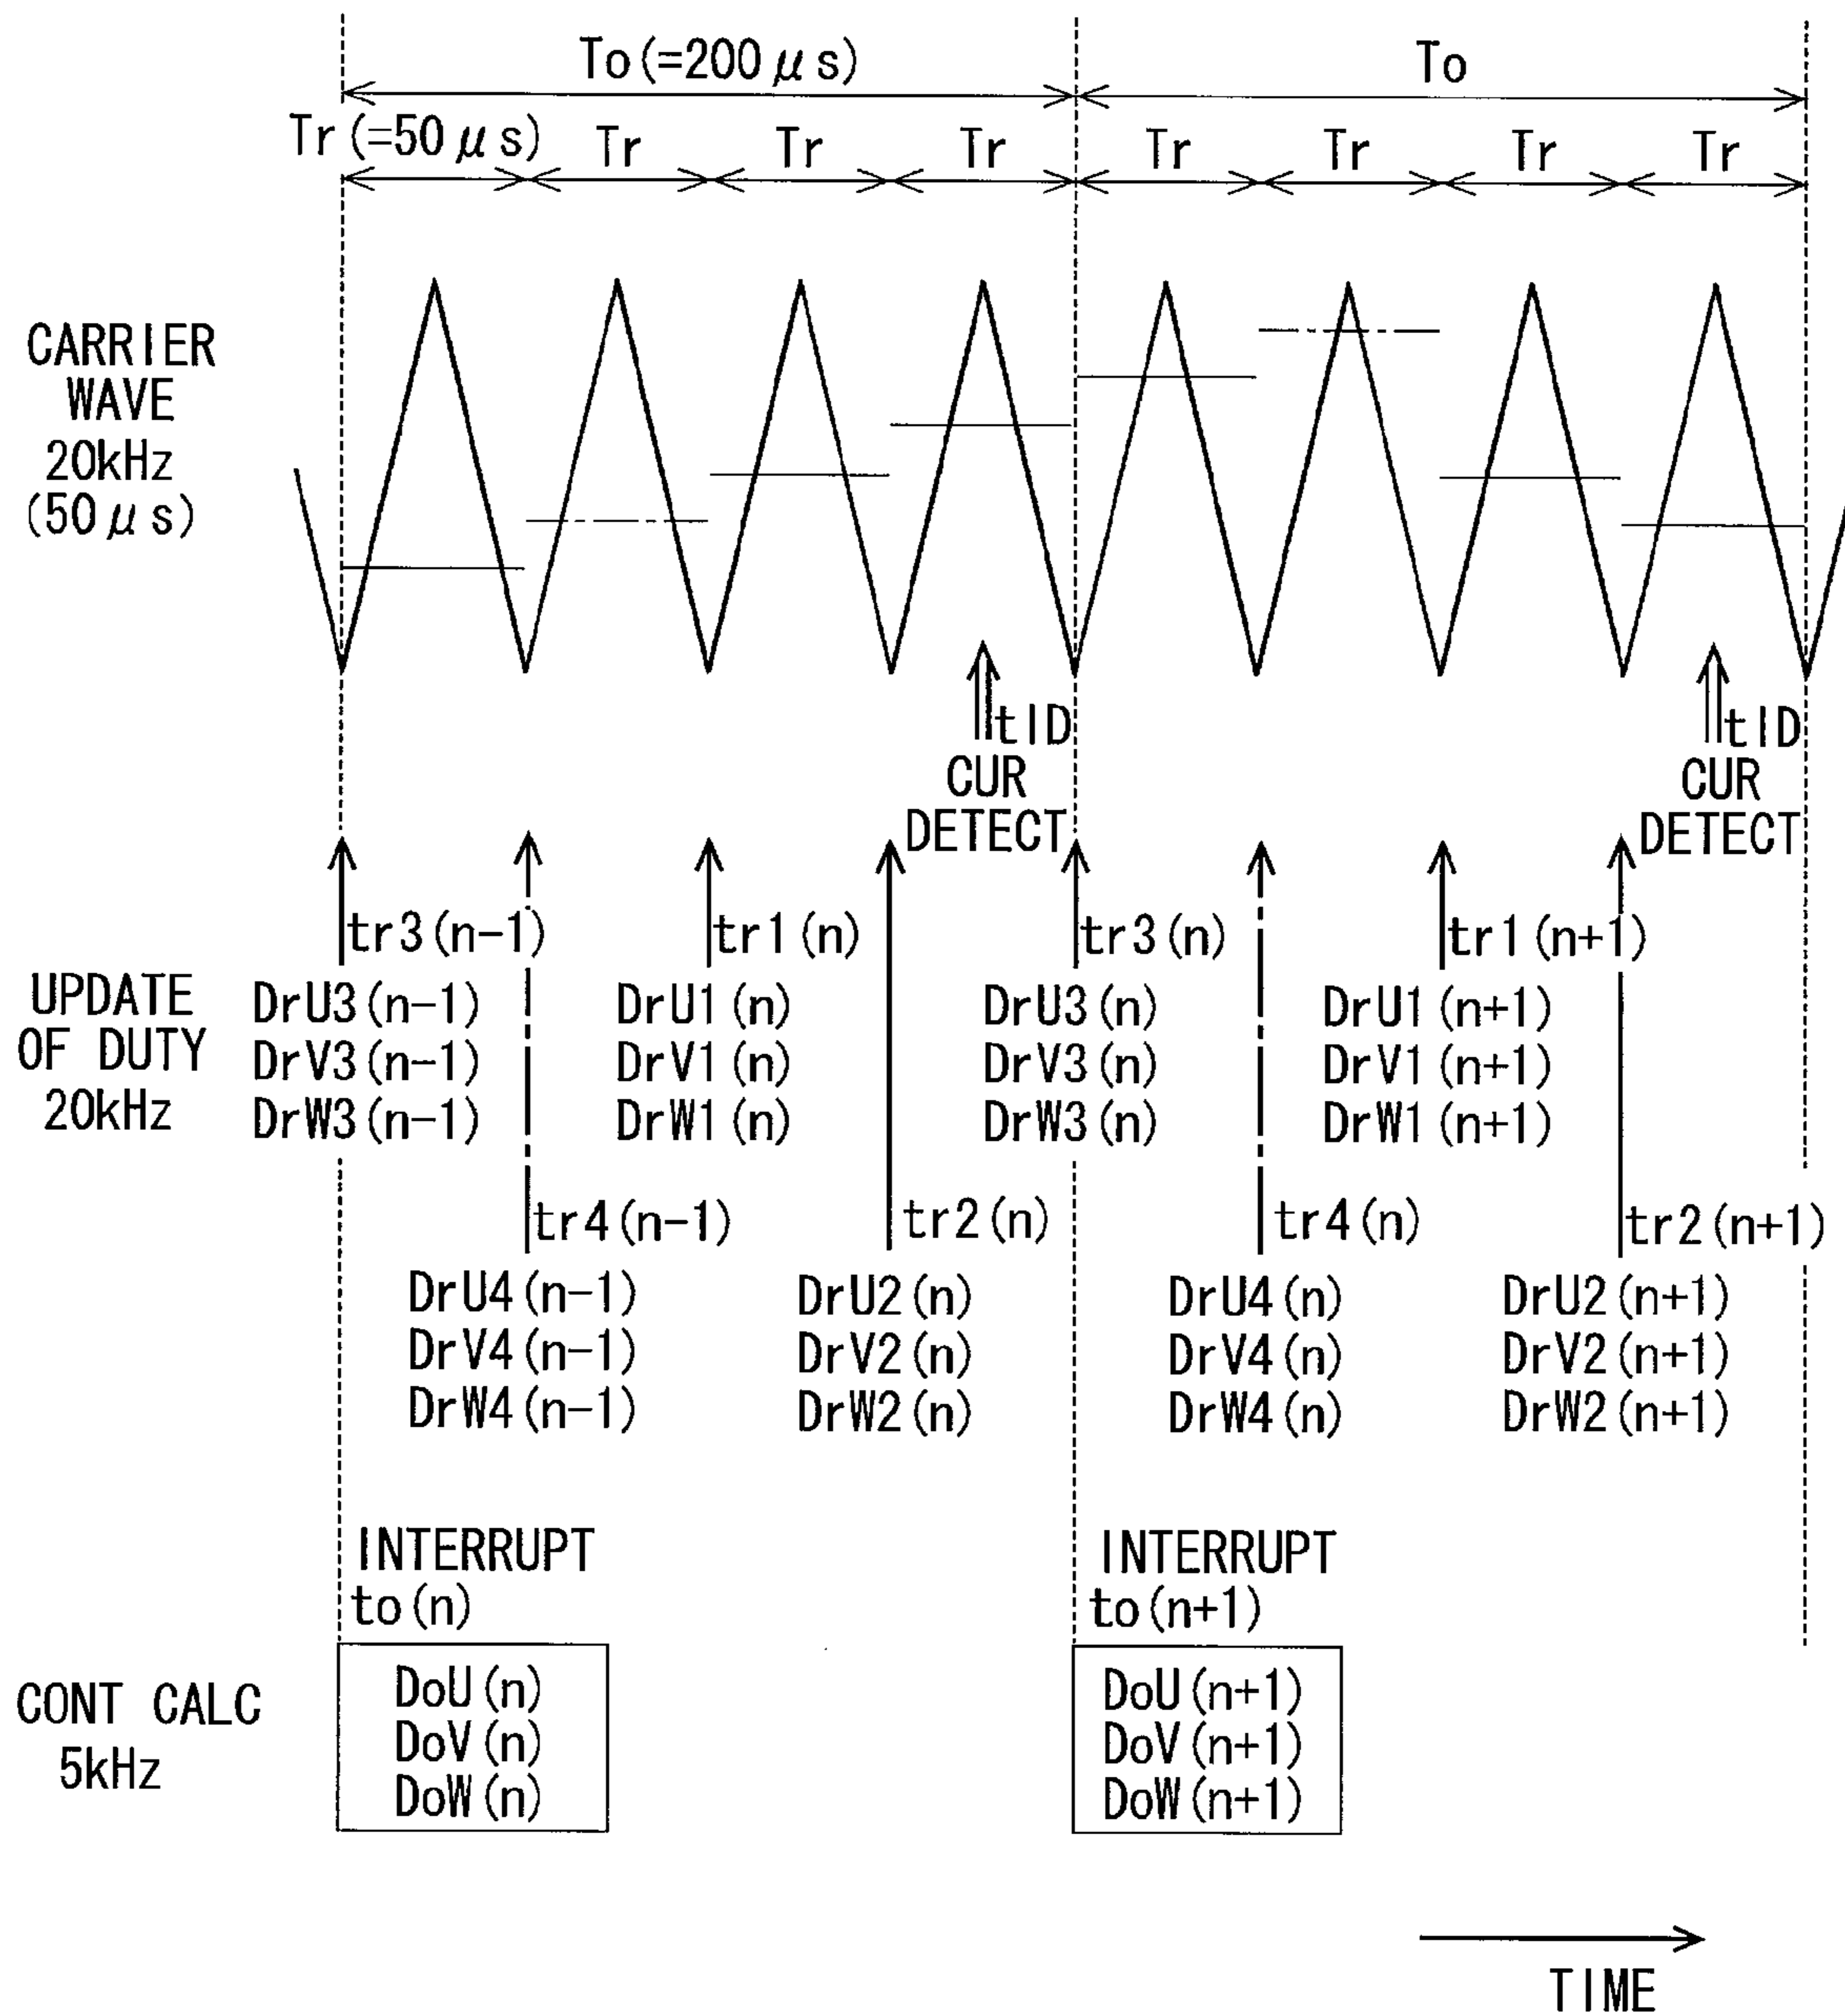 To(=200μs)
To
Tr(=50μs)
Tr
Tr
Tr
Tr
Tr
Tr
Tr
CARRIER
WAVE
20kHz
(50μs)
tID
CUR
DETECT
tID
CUR
DETECT
UPDATE
OF DUTY
20kHz
tr3(n-1)
DrU3(n-1)
DrV3(n-1)
DrW3(n-1)
tr1(n)
DrU1(n)
DrV1(n)
DrW1(n)
tr3(n)
DrU3(n)
DrV3(n)
DrW3(n)
tr1(n+1)
DrU1(n+1)
DrV1(n+1)
DrW1(n+1)
tr4(n-1)
DrU4(n-1)
DrV4(n-1)
DrW4(n-1)
tr2(n)
DrU2(n)
DrV2(n)
DrW2(n)
tr4(n)
DrU4(n)
DrV4(n)
DrW4(n)
tr2(n+1)
DrU2(n+1)
DrV2(n+1)
DrW2(n+1)
INTERRUPT
to(n)
INTERRUPT
to(n+1)
CONT CALC
5kHz
DoU(n)
DoV(n)
DoW(n)
DoU(n+1)
DoV(n+1)
DoW(n+1)
TIME